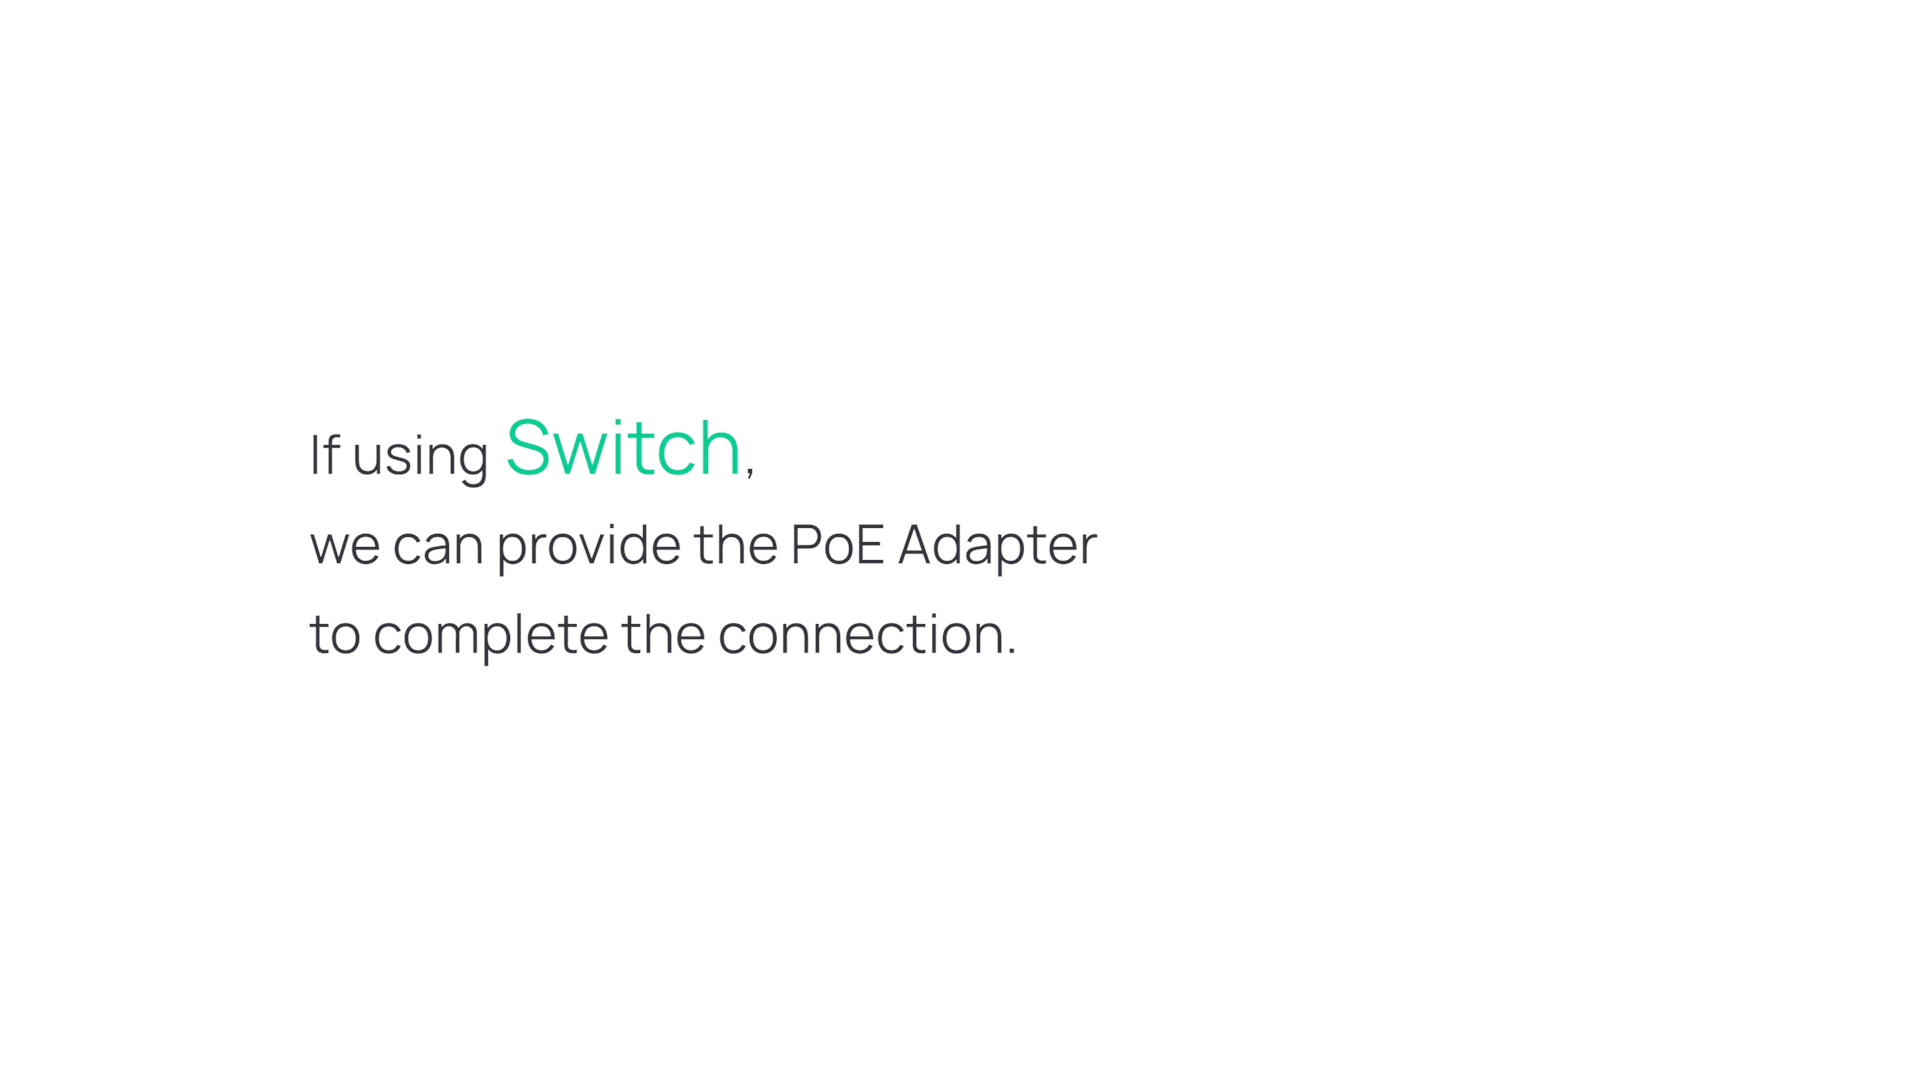 If using Switch,
we can provide the PoE Adapter
to complete the connection.